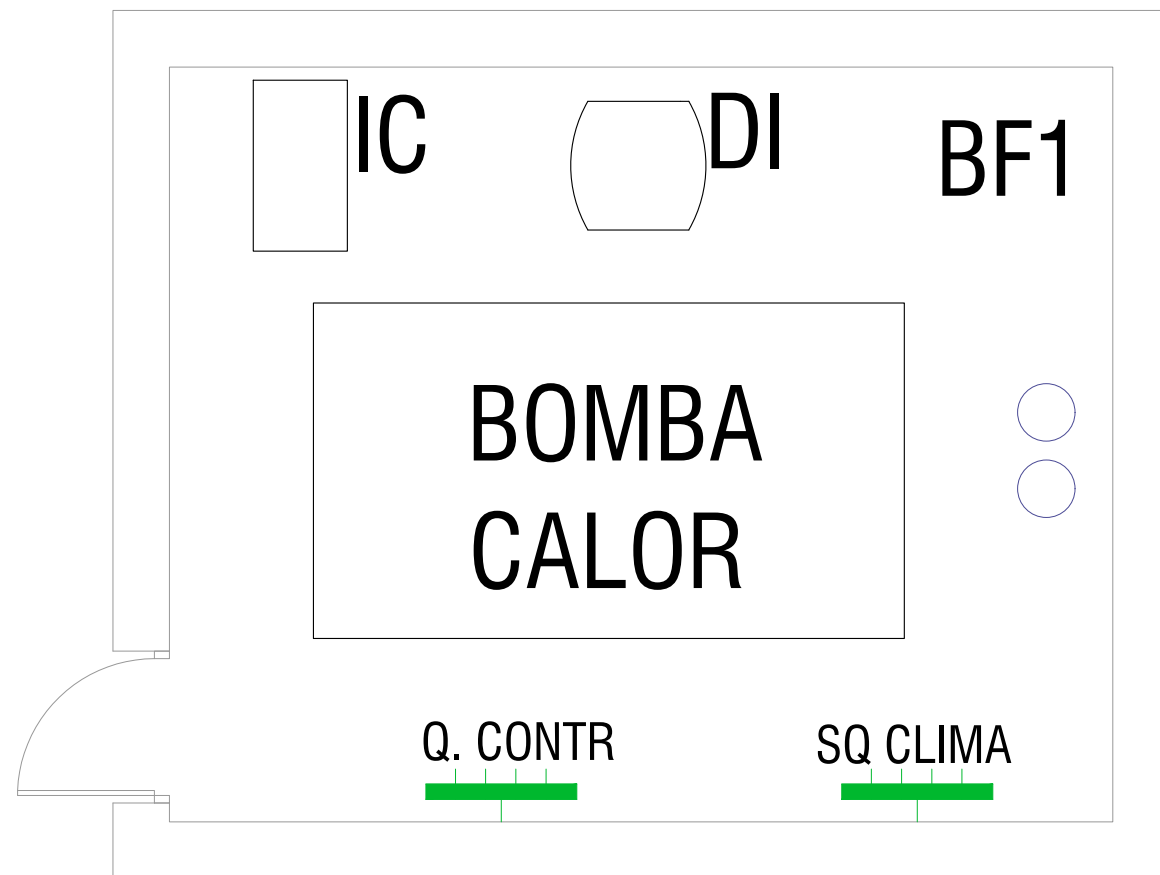 IC
DI
BF1
BOMBA
CALOR
Q. CONTR
SQ CLIMA